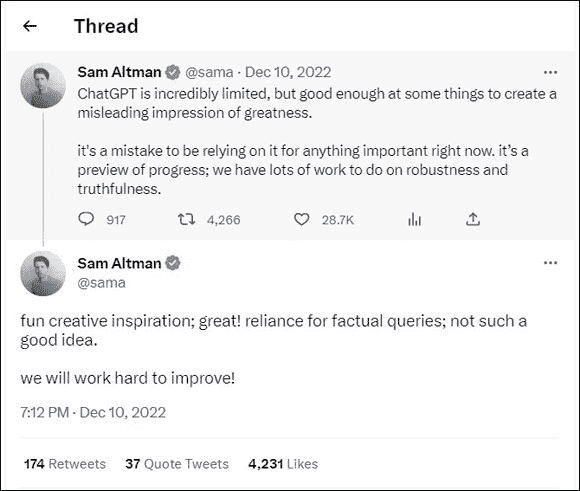 Thread
Sam Altman @sama · Dec 10, 2022
ChatGPT is incredibly limited, but good enough at some things to create a
misleading impression of greatness.
it's a mistake to be relying on it for anything important right now. it’s a
preview of progress; we have lots of work to do on robustness and
truthfulness.
917 4,266 28.7K
Sam Altman
@sama
fun creative inspiration; great! reliance for factual queries; not such a
good idea.
we will work hard to improve!
7:12 PM · Dec 10, 2022
174 Retweets 37 Quote Tweets 4,231 Likes